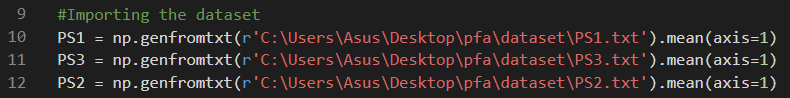 9 #Importing the dataset
10 PS1 = np.genfromtxt(r'C:\Users\Asus\Desktop\pfa\dataset\PS1.txt').mean(axis=1)
11 PS3 = np.genfromtxt(r'C:\Users\Asus\Desktop\pfa\dataset\PS3.txt').mean(axis=1)
12 PS2 = np.genfromtxt(r'C:\Users\Asus\Desktop\pfa\dataset\PS2.txt').mean(axis=1)